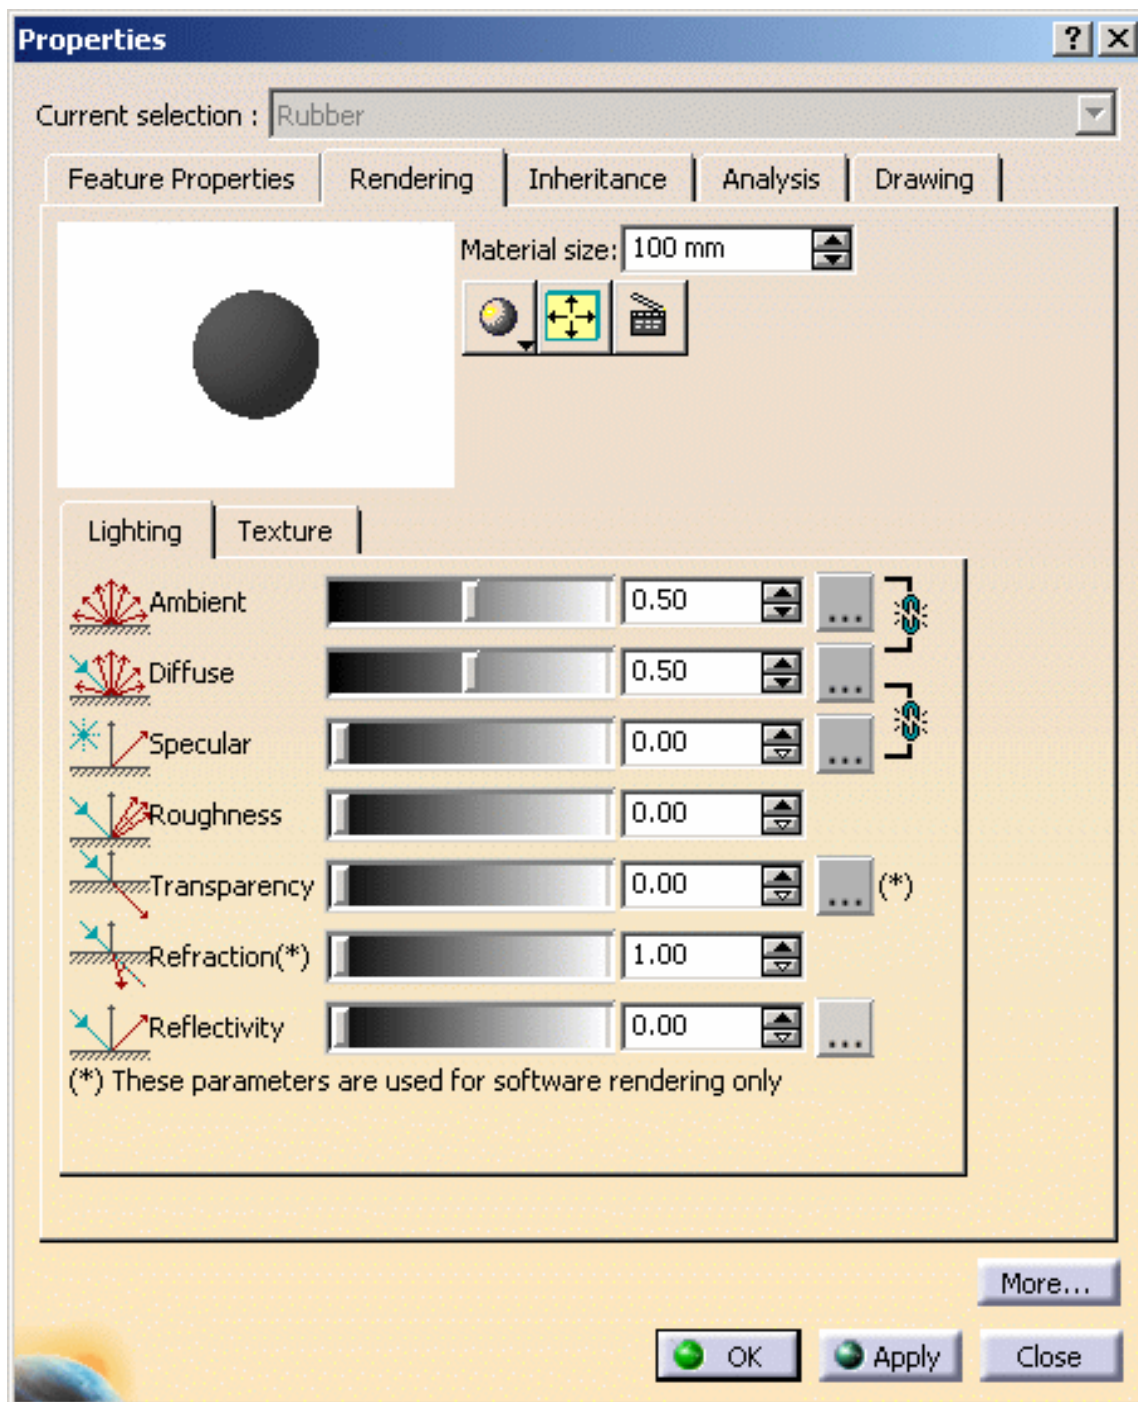 Properties
Current selection : Rubber
Feature Properties Rendering Inheritance Analysis Drawing
Material size: 100 mm
Lighting Texture
Ambient 0.50 ...
Diffuse 0.50 ...
Specular 0.00 ...
Roughness 0.00
Transparency 0.00 ... (*)
Refraction(*) 1.00
Reflectivity 0.00 ...
(*) These parameters are used for software rendering only
More...
OK Apply Close